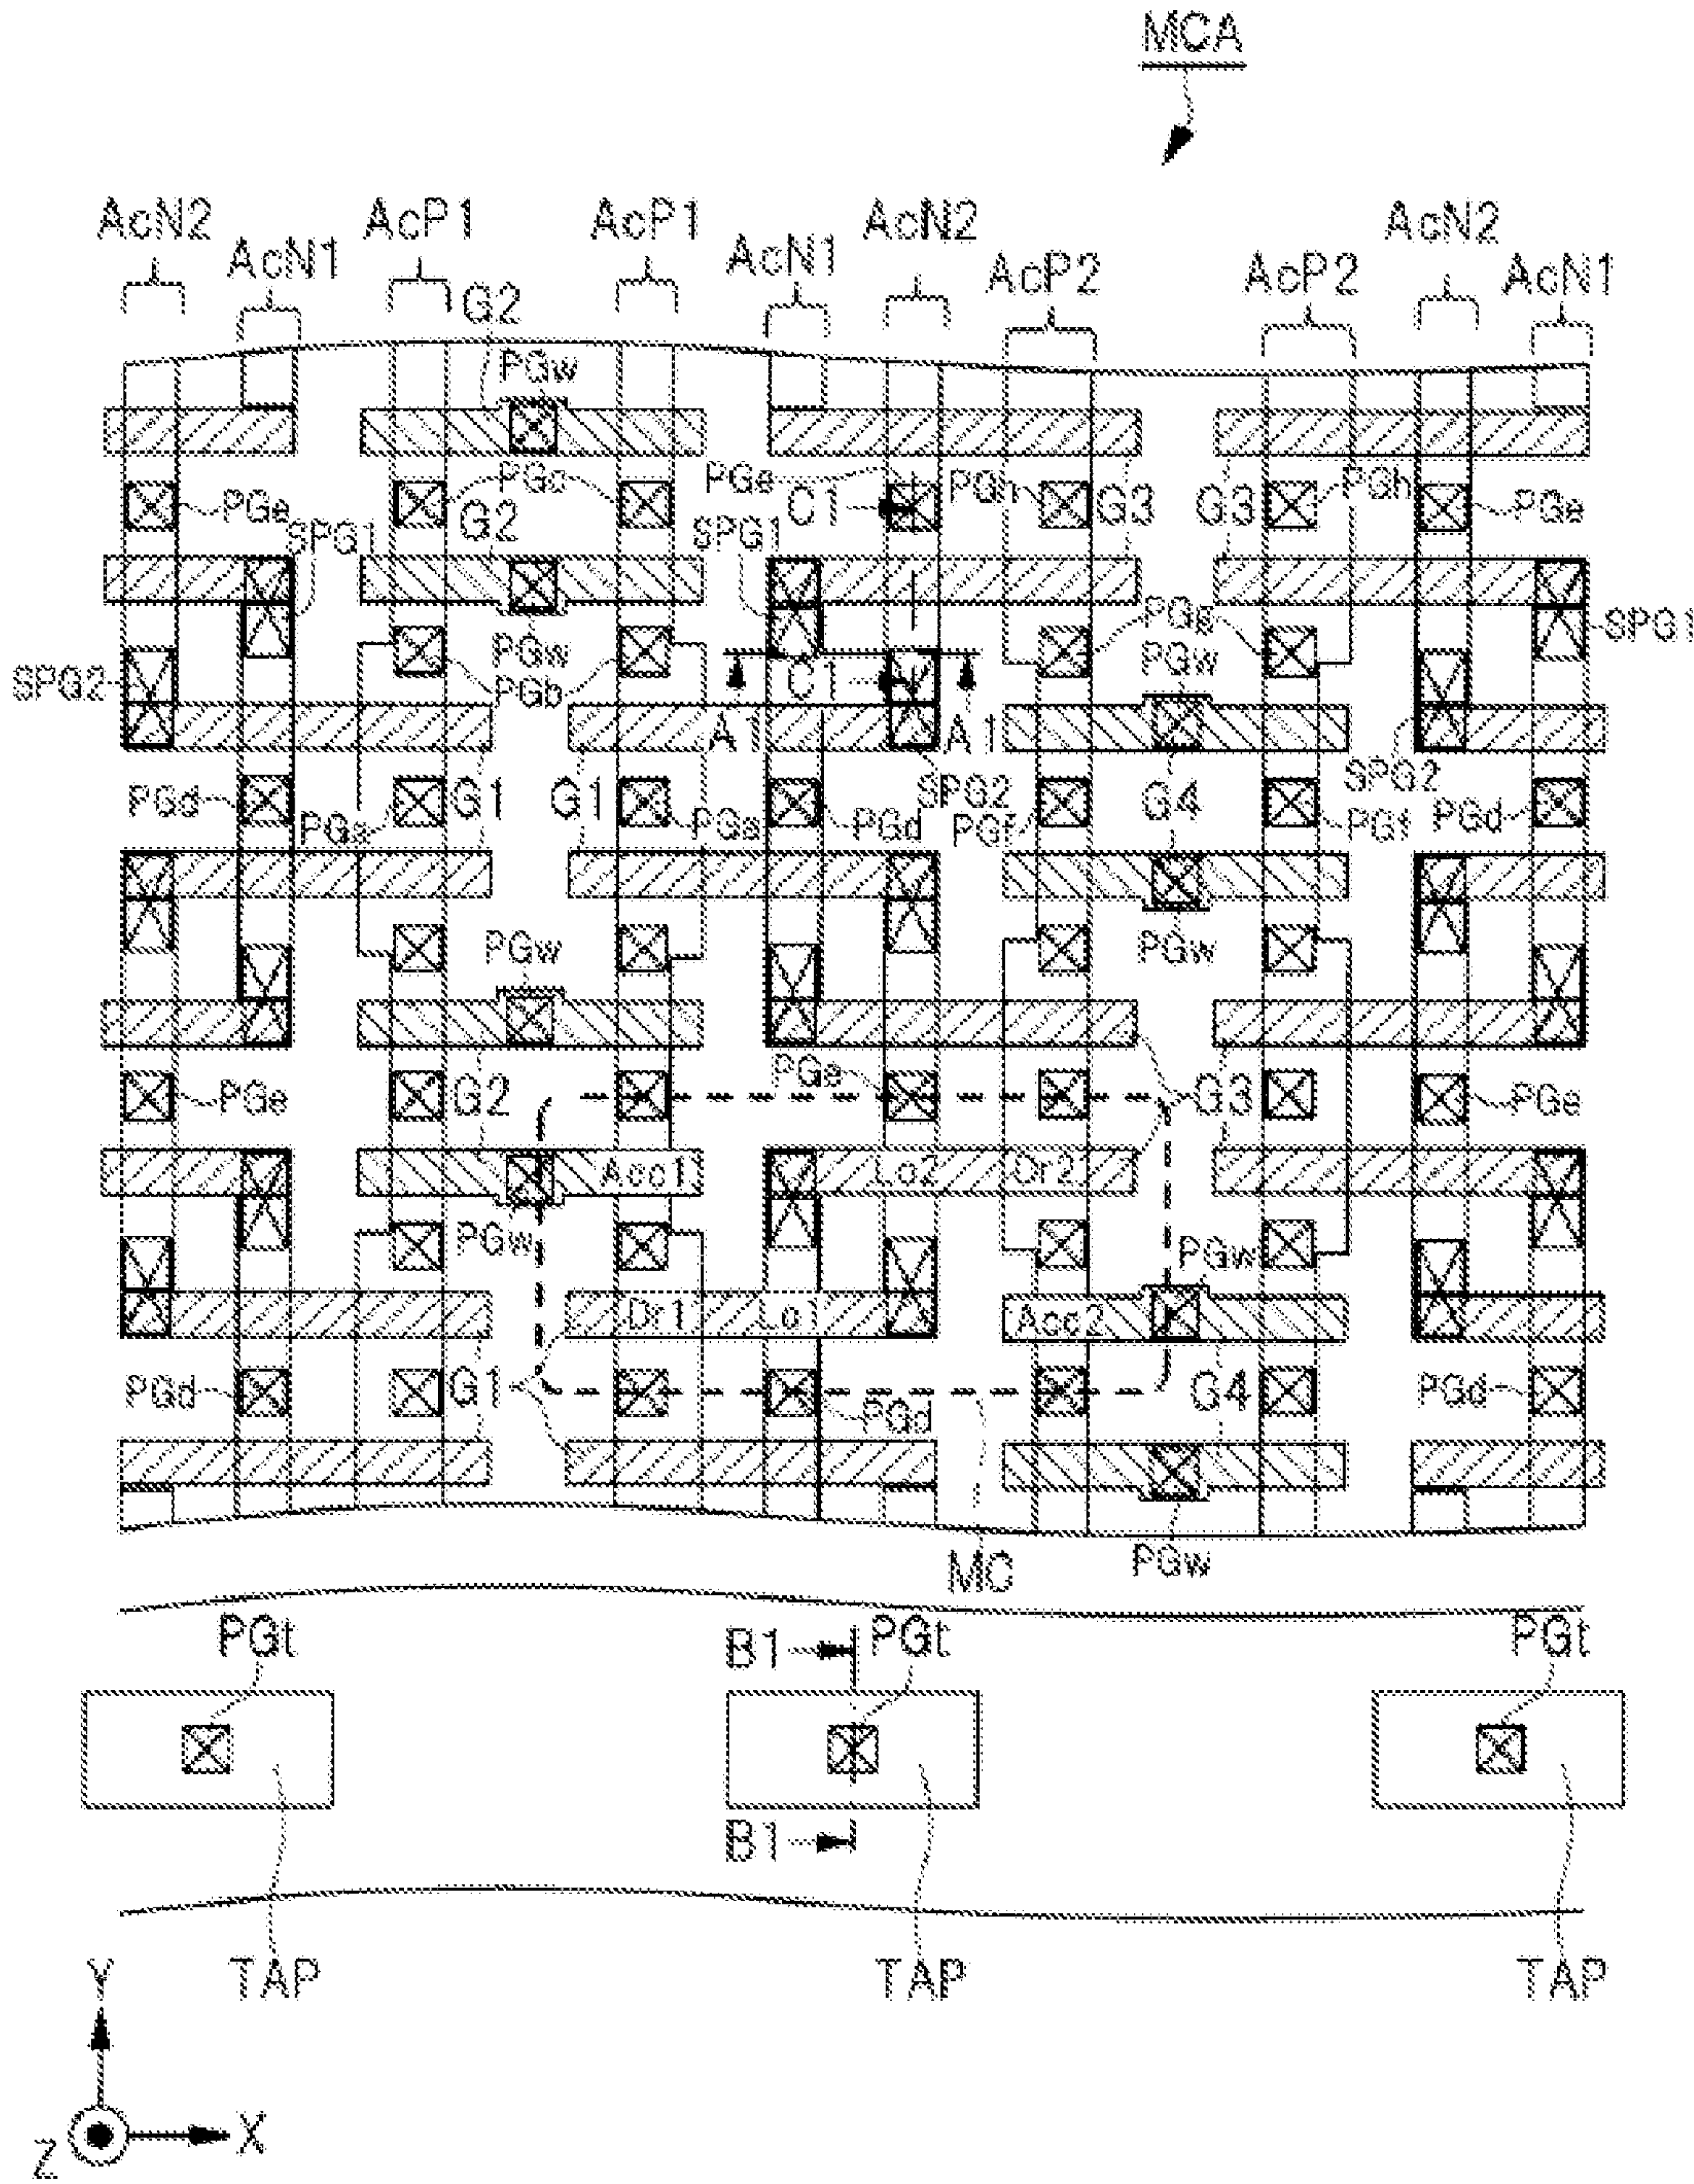 MCA
AcN2 AcP1 AcP1 AcN2 AcN2
AcN1 AcN1 AcP2 AcP2 AcN1
G2
PGw
PGe PGc PGe PGh G3 G3 PGh PGe
C1
SPG1 G2 SPG1
PGw PGg SPG1
PGw
SPG2 PGb C1
A1 A1
SPG2 SPG2
PGd G1 G1 G4 PGd
PGa PGa PGd PGf PGf
PGw PGw
PGe G2 PGe G3 PGe
Acc1 Lo2 Dr2
PGw PGw
Dr1 Lo1 Acc2
PGd G1 G4 PGd
PGd
MC PGw
PGt B1 PGt PGt
B1
Y TAP TAP TAP
Z X